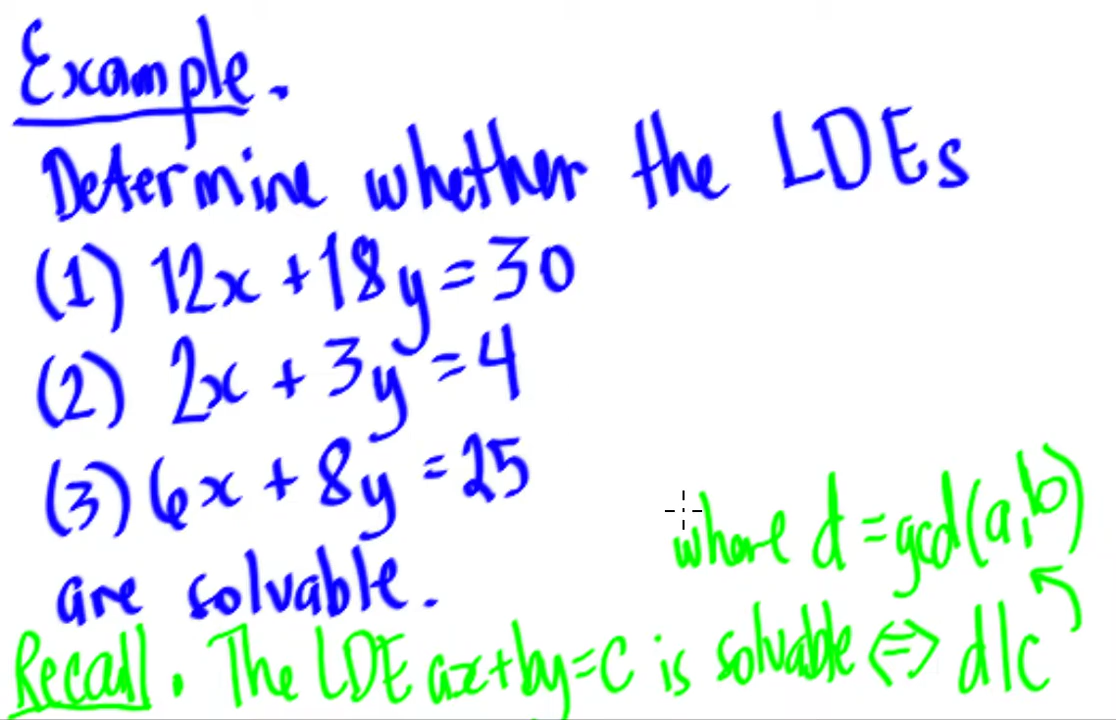 Example.
Determine whether the LDEs
(1) 12x + 18y = 30
(2) 2x + 3y = 4
(3) 6x + 8y = 25
are solvable.
where d = gcd(a,b)
Recall. The LDE ax+by=c is solvable ⇔ d|c